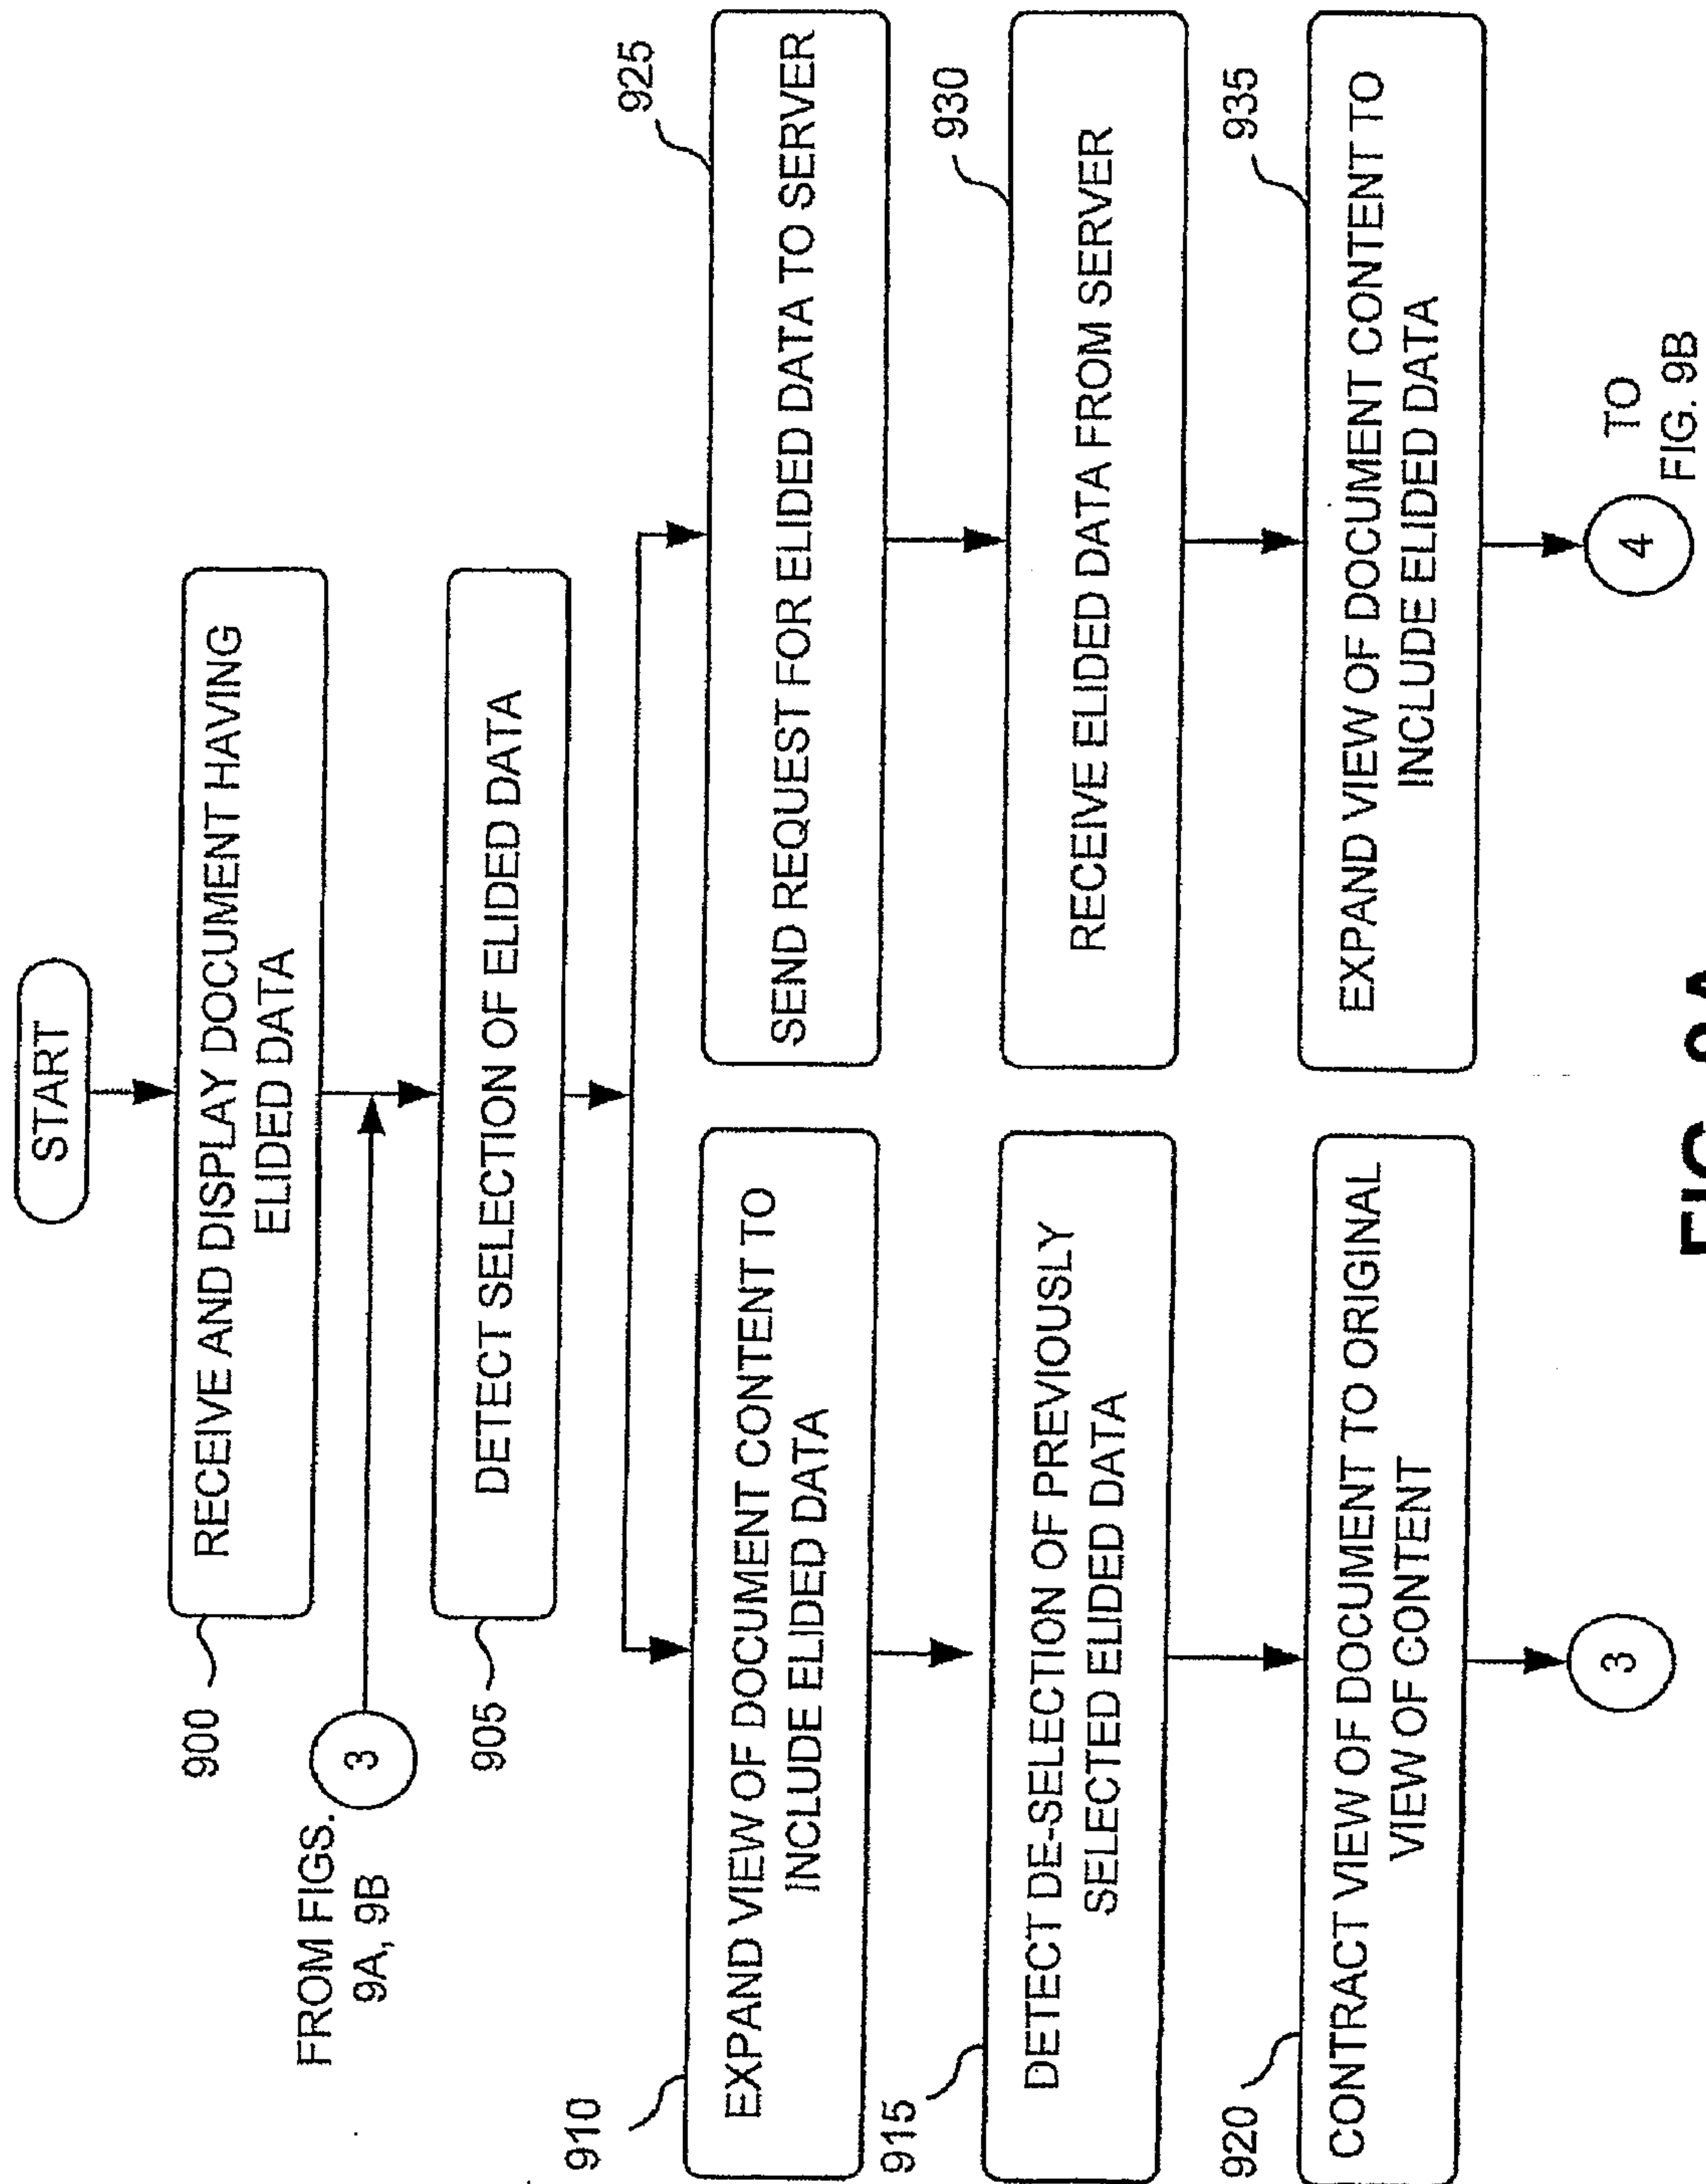 START
900
RECEIVE AND DISPLAY DOCUMENT HAVING
ELIDED DATA
FROM FIGS.
9A, 9B
3
905
DETECT SELECTION OF ELIDED DATA
910
EXPAND VIEW OF DOCUMENT CONTENT TO
INCLUDE ELIDED DATA
915
DETECT DE-SELECTION OF PREVIOUSLY
SELECTED ELIDED DATA
920
CONTRACT VIEW OF DOCUMENT TO ORIGINAL
VIEW OF CONTENT
3
925
SEND REQUEST FOR ELIDED DATA TO SERVER
930
RECEIVE ELIDED DATA FROM SERVER
935
EXPAND VIEW OF DOCUMENT CONTENT TO
INCLUDE ELIDED DATA
4
TO
FIG. 9B
FIG. 9A